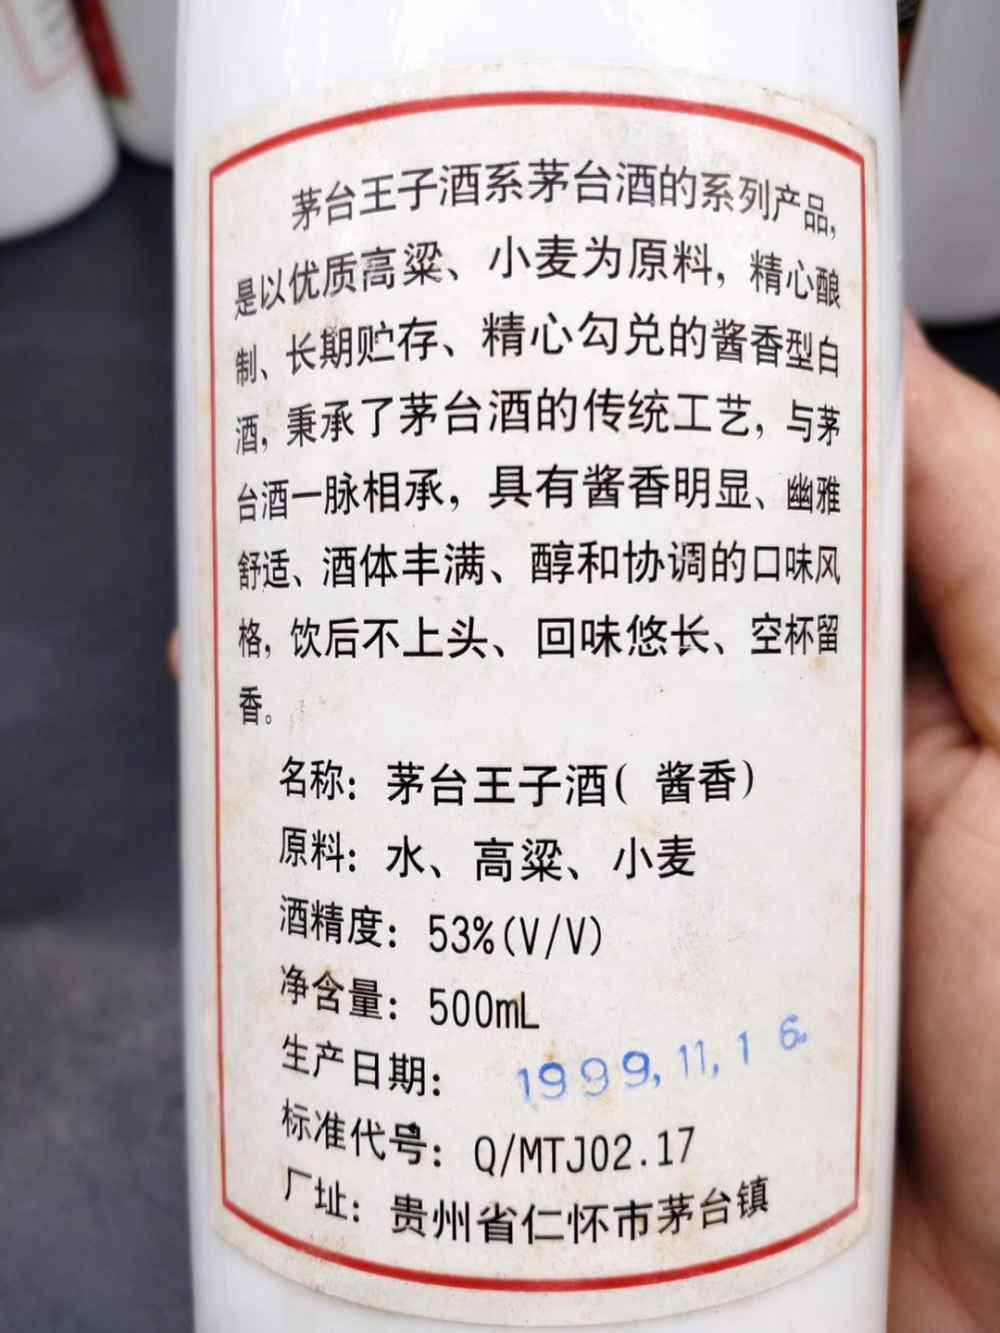 茅台王子酒系茅台酒的系列产品,
是以优质高粱、小麦为原料,精心酿
制、长期贮存、精心勾兑的酱香型白
酒,秉承了茅台酒的传统工艺,与茅
台酒一脉相承,具有酱香明显、幽雅
舒适、酒体丰满、醇和协调的口味风
格,饮后不上头、回味悠长、空杯留
香。
名称:茅台王子酒(酱香)
原料:水、高粱、小麦
酒精度:53%(V/V)
净含量:500mL
生产日期:1999,11,16.
标准代号:Q/MTJ02.17
厂址:贵州省仁怀市茅台镇